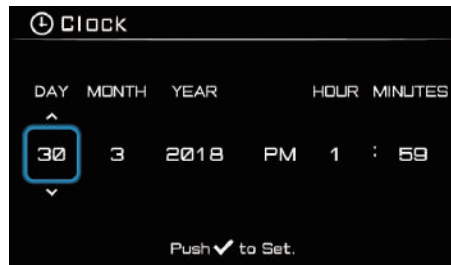 Clock
DAY MONTH YEAR HOUR MINUTES
30 3 2018 PM 1 : 59
Push ✓ to Set.